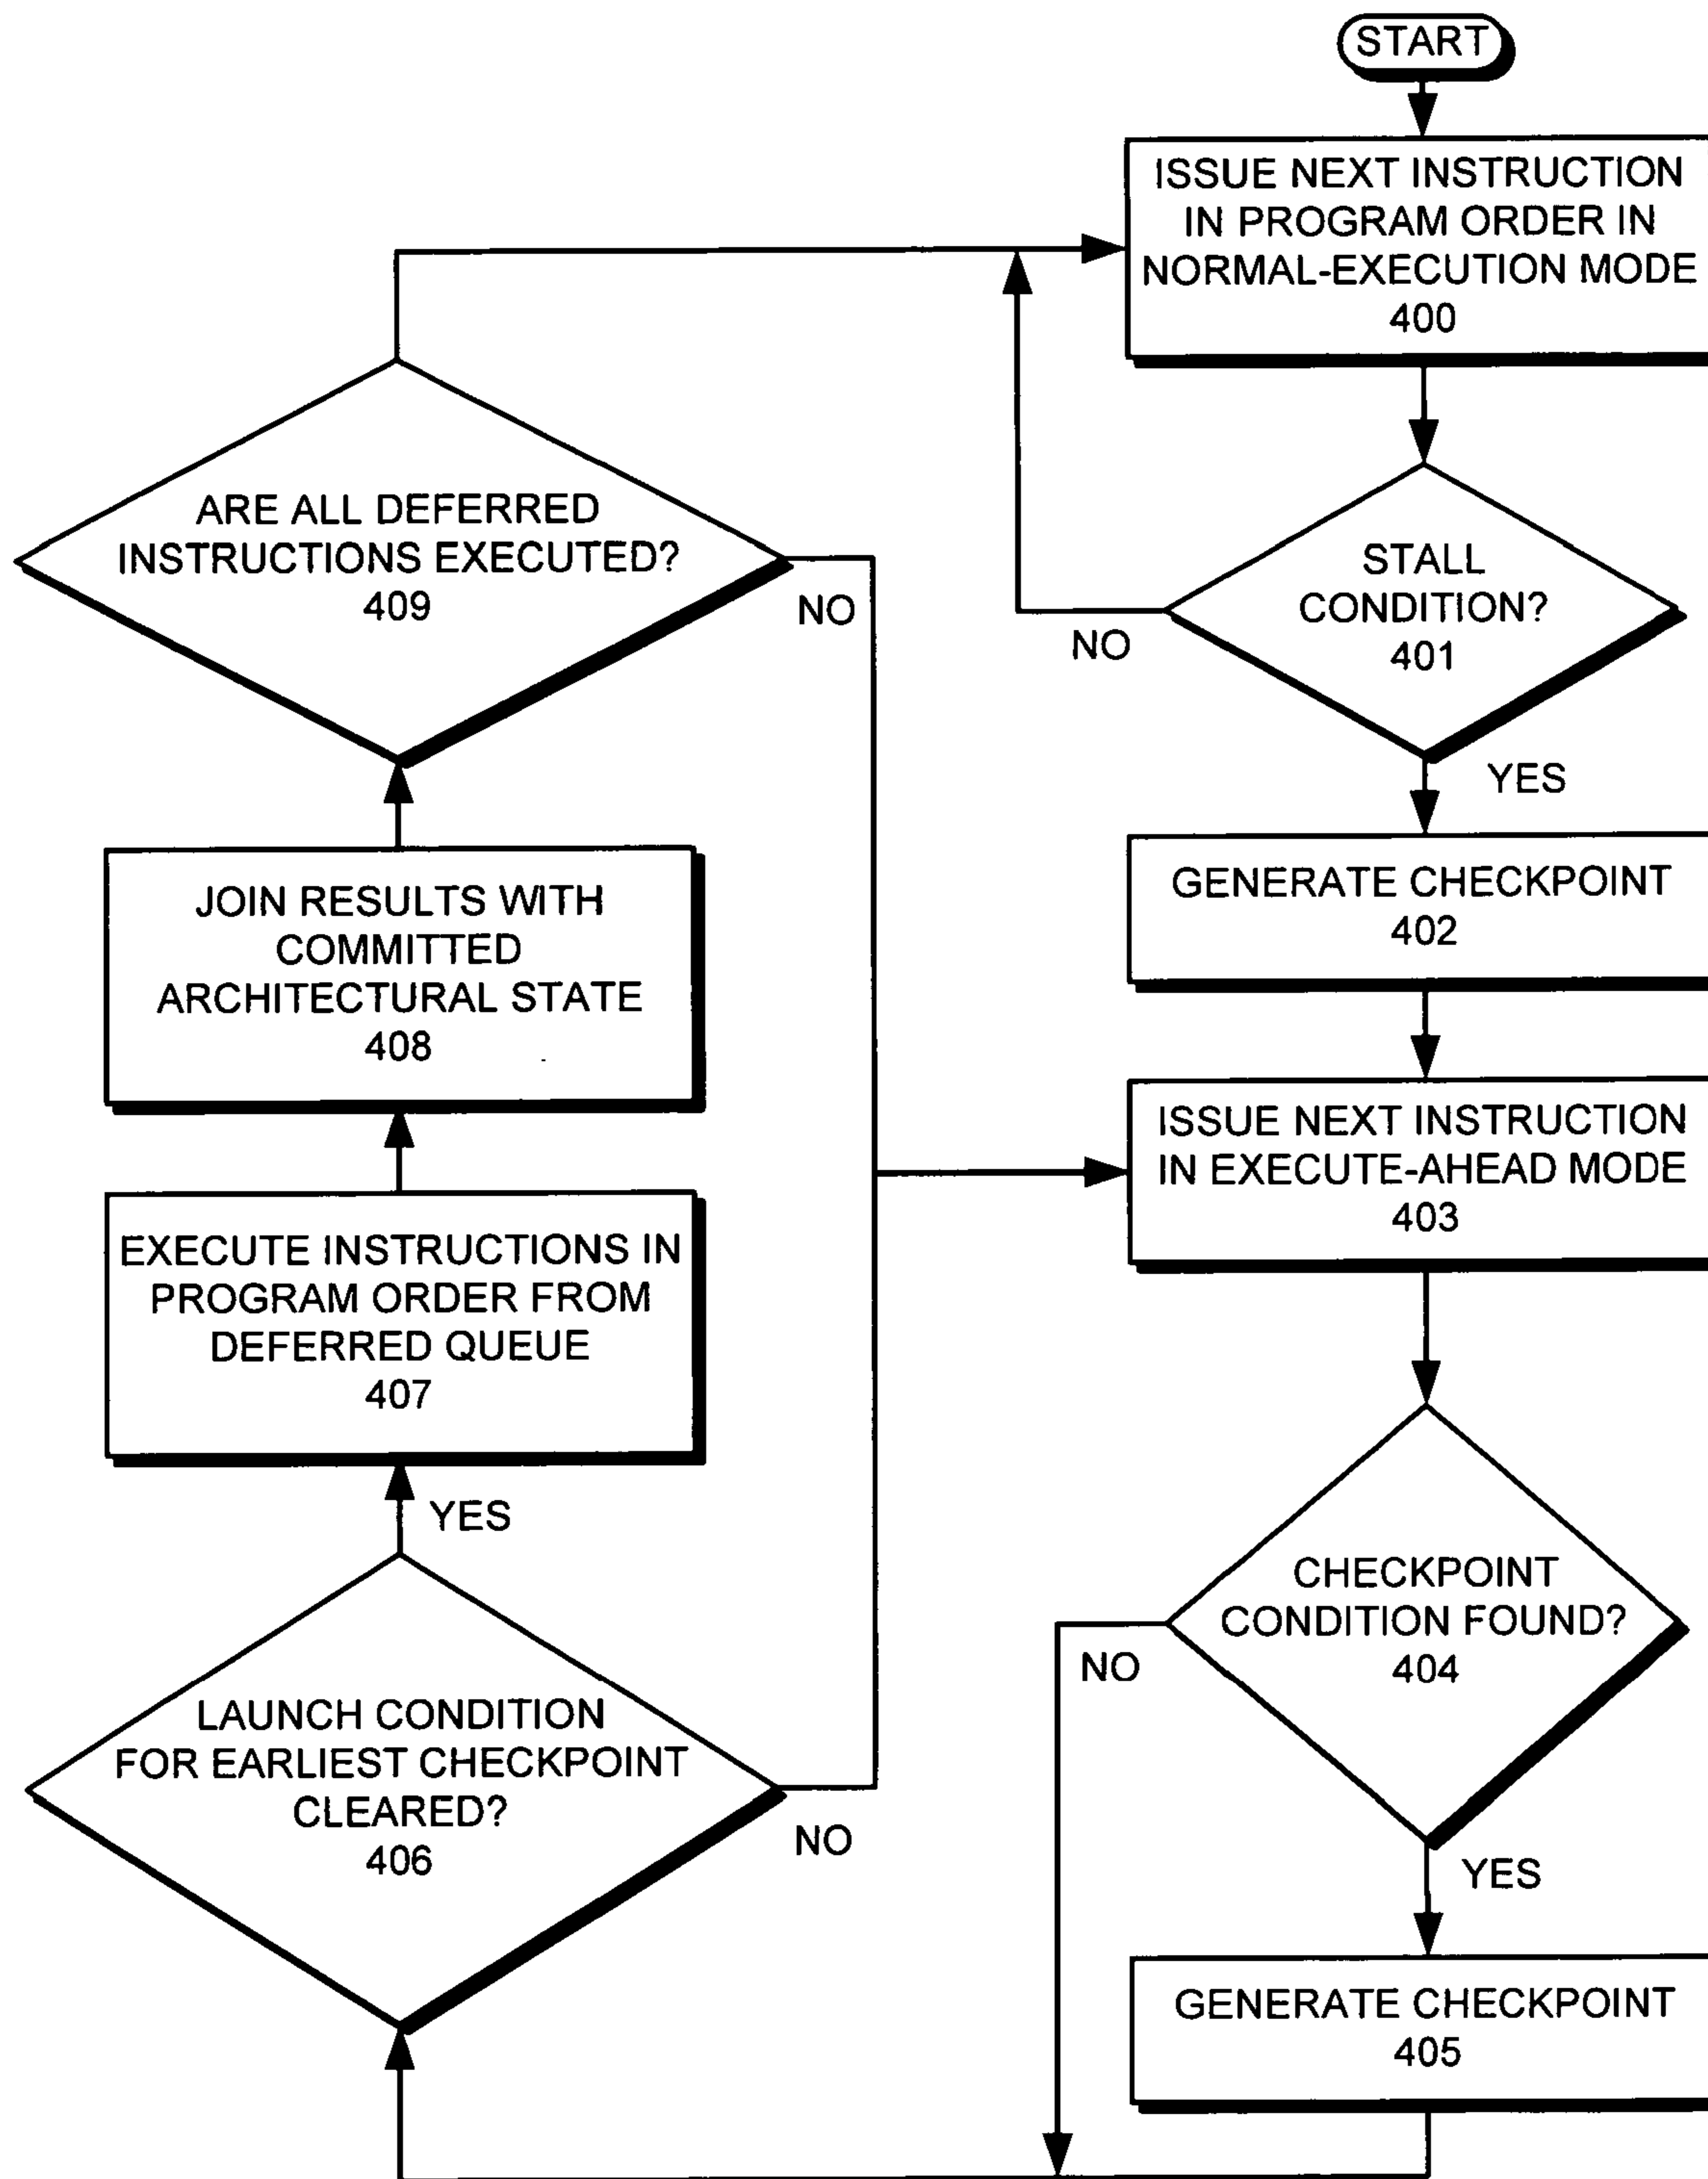 START
ISSUE NEXT INSTRUCTION
IN PROGRAM ORDER IN
NORMAL-EXECUTION MODE
400
STALL
CONDITION?
401
NO
YES
GENERATE CHECKPOINT
402
ISSUE NEXT INSTRUCTION
IN EXECUTE-AHEAD MODE
403
CHECKPOINT
CONDITION FOUND?
404
NO
YES
GENERATE CHECKPOINT
405
LAUNCH CONDITION
FOR EARLIEST CHECKPOINT
CLEARED?
406
NO
YES
EXECUTE INSTRUCTIONS IN
PROGRAM ORDER FROM
DEFERRED QUEUE
407
JOIN RESULTS WITH
COMMITTED
ARCHITECTURAL STATE
408
ARE ALL DEFERRED
INSTRUCTIONS EXECUTED?
409
NO